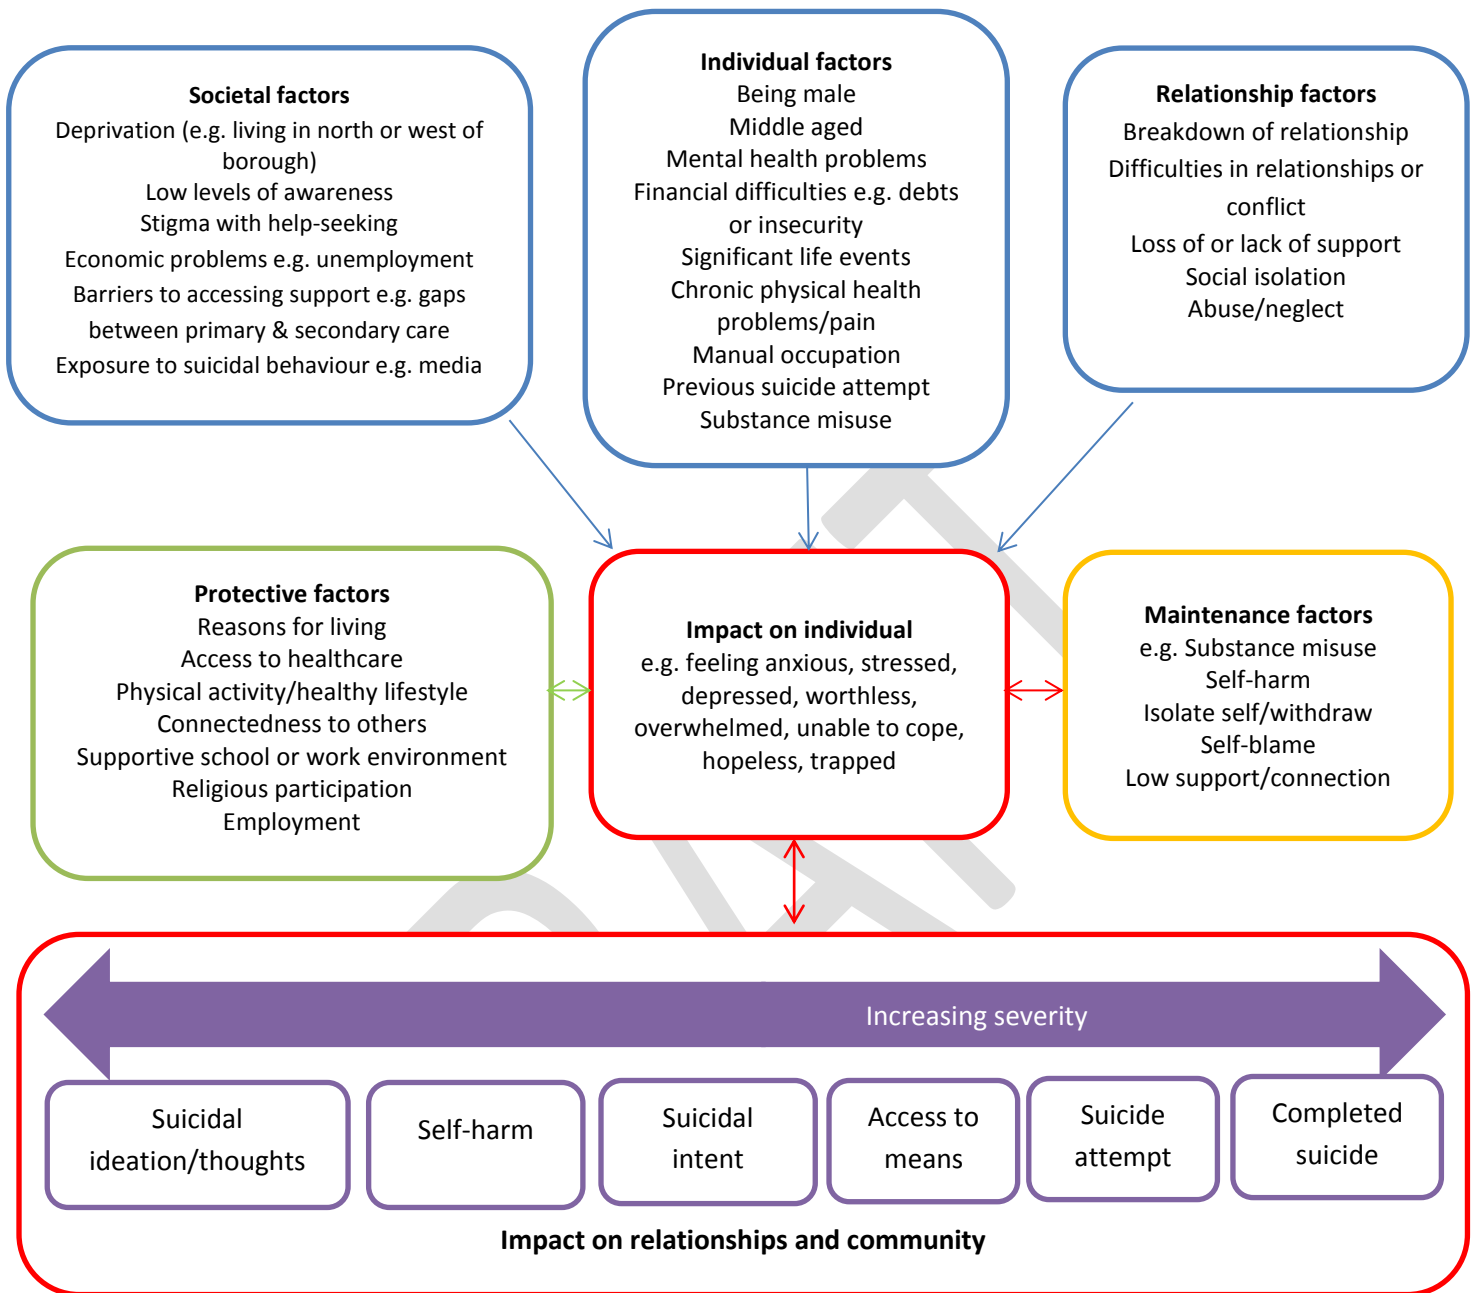 Societal factors
Deprivation (e.g. living in north or west of
borough)
Low levels of awareness
Stigma with help-seeking
Economic problems e.g. unemployment
Barriers to accessing support e.g. gaps
between primary & secondary care
Exposure to suicidal behaviour e.g. media
Individual factors
Being male
Middle aged
Mental health problems
Financial difficulties e.g. debts
or insecurity
Significant life events
Chronic physical health
problems/pain
Manual occupation
Previous suicide attempt
Substance misuse
Relationship factors
Breakdown of relationship
Difficulties in relationships or
conflict
Loss of or lack of support
Social isolation
Abuse/neglect
Protective factors
Reasons for living
Access to healthcare
Physical activity/healthy lifestyle
Connectedness to others
Supportive school or work environment
Religious participation
Employment
Impact on individual
e.g. feeling anxious, stressed,
depressed, worthless,
overwhelmed, unable to cope,
hopeless, trapped
Maintenance factors
e.g. Substance misuse
Self-harm
Isolate self/withdraw
Self-blame
Low support/connection
Increasing severity
Suicidal
ideation/thoughts
Self-harm
Suicidal
intent
Access to
means
Suicide
attempt
Completed
suicide
Impact on relationships and community